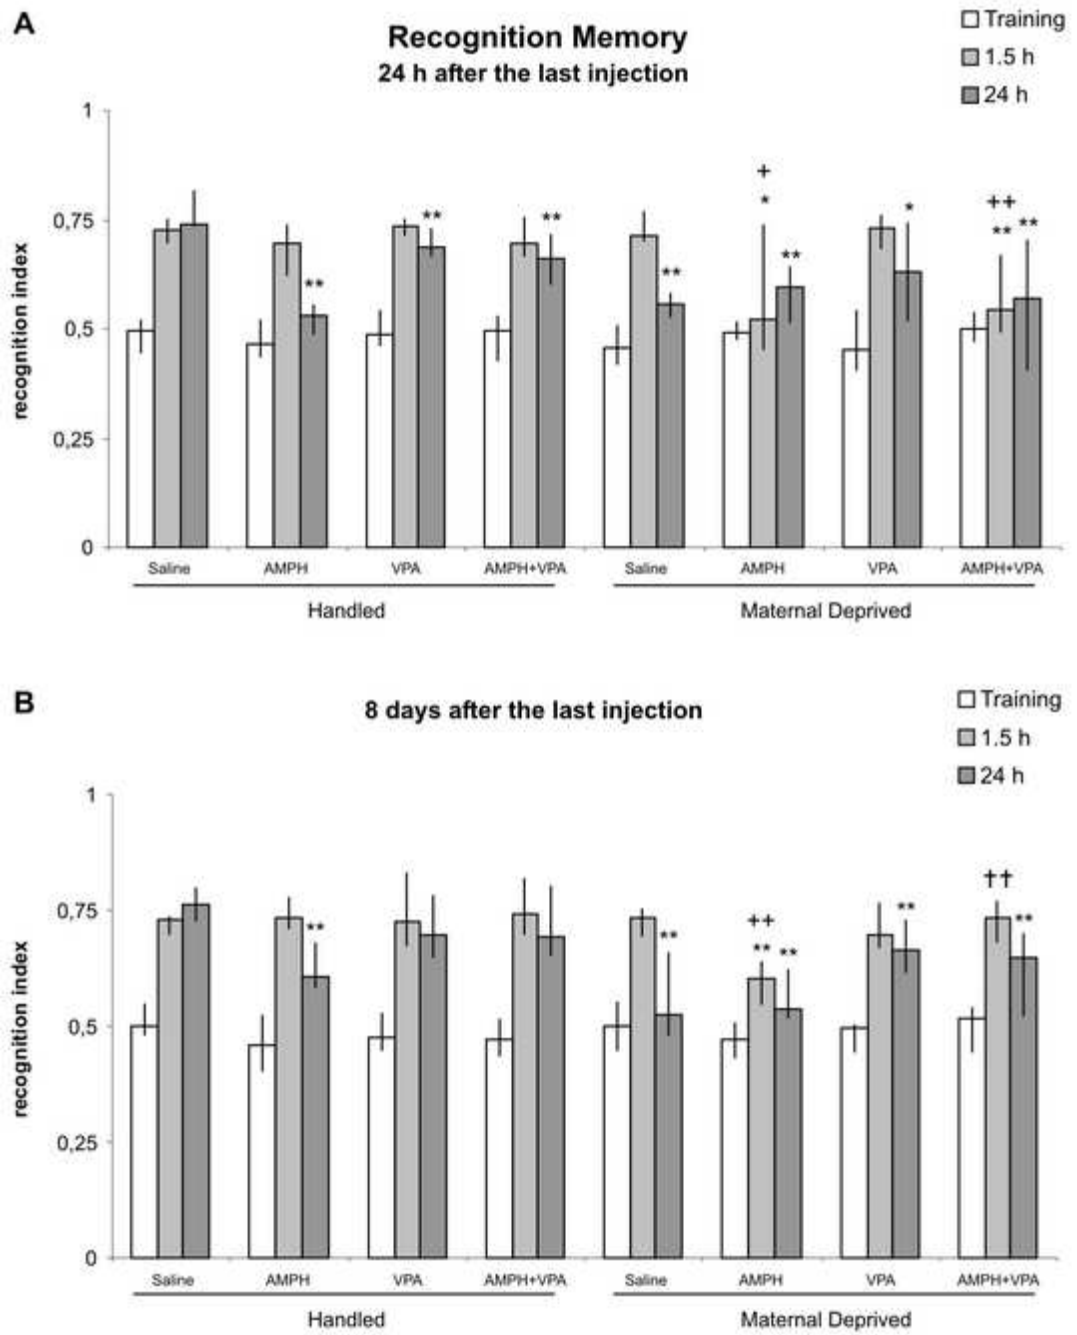 A
Recognition Memory
24 h after the last injection
Training
1.5 h
24 h
recognition index
1
0,75
0,5
0,25
0
**
**
**
**
+
*
**
*
++
**
**
Saline
AMPH
VPA
AMPH+VPA
Saline
AMPH
VPA
AMPH+VPA
Handled
Maternal Deprived
B
8 days after the last injection
Training
1.5 h
24 h
recognition index
1
0,75
0,5
0,25
0
**
**
++
**
**
**
††
**
Saline
AMPH
VPA
AMPH+VPA
Saline
AMPH
VPA
AMPH+VPA
Handled
Maternal Deprived